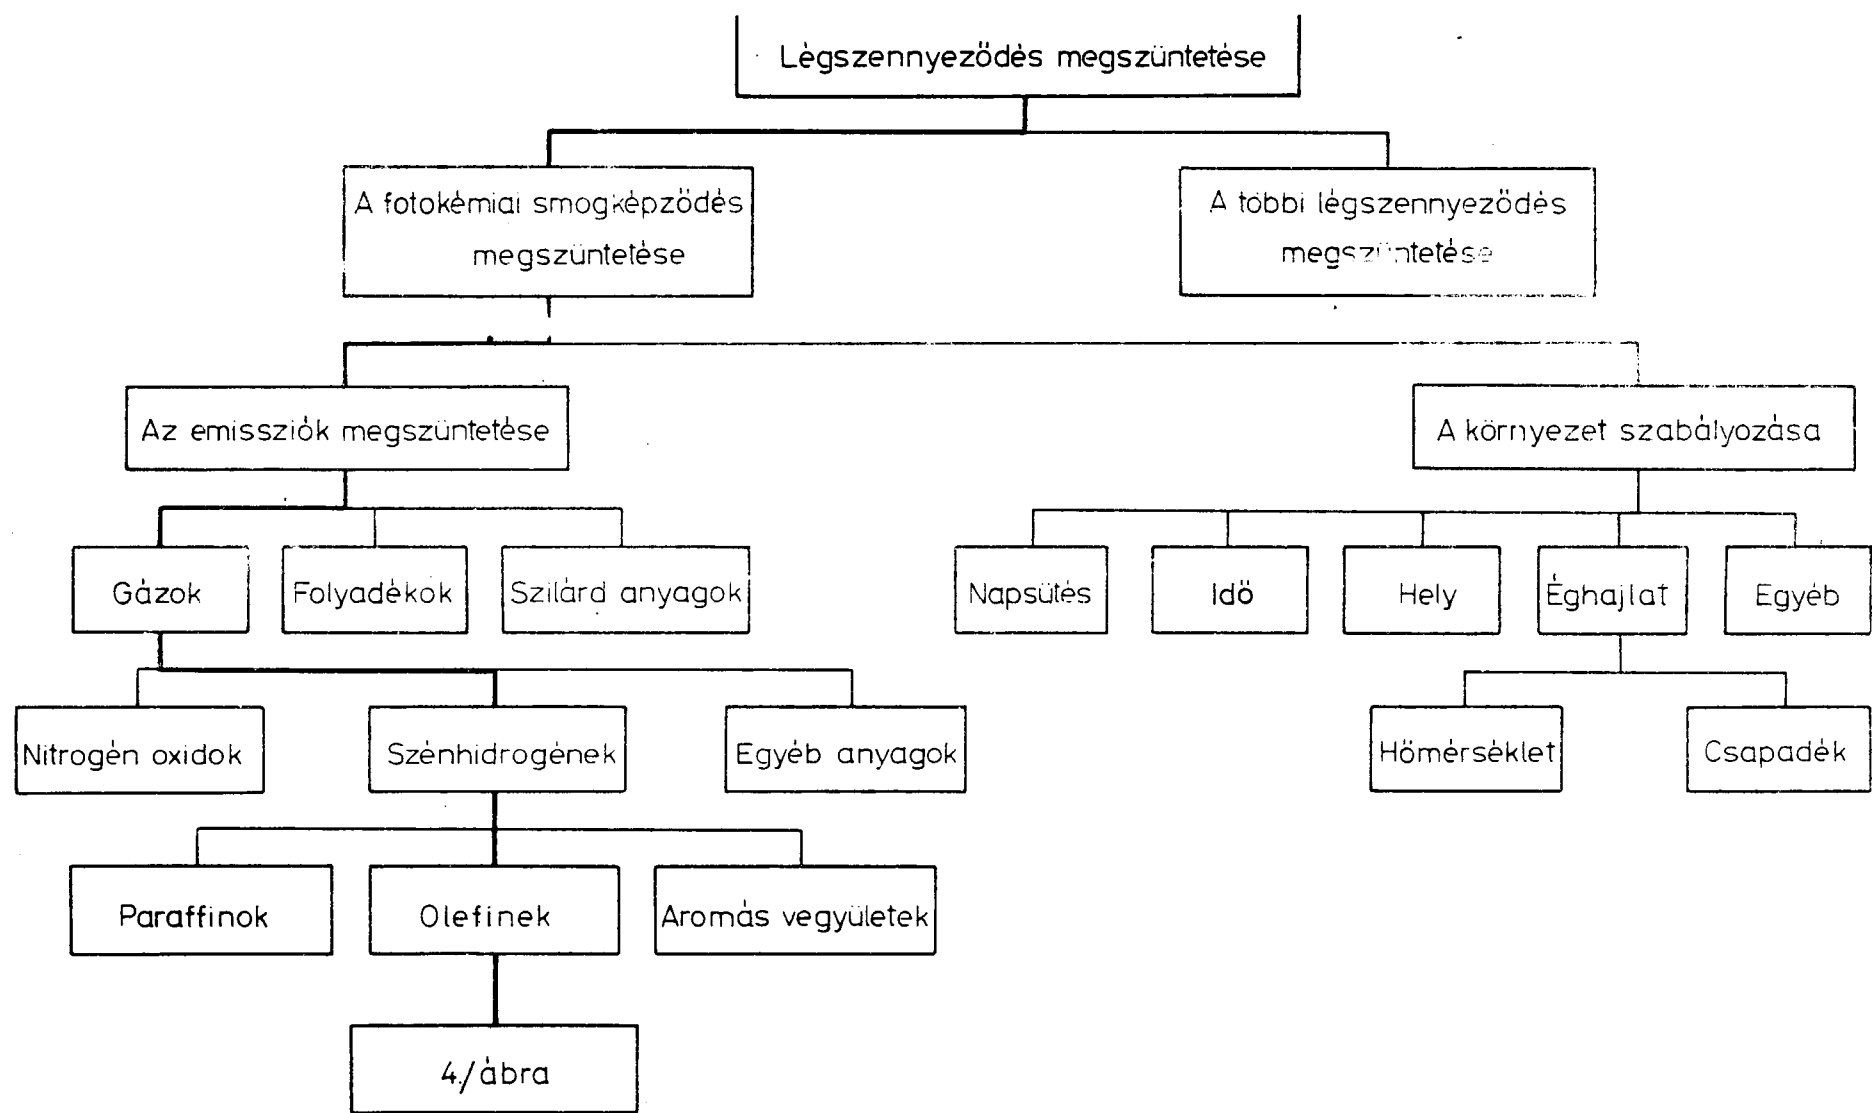 Légszennyeződés megszüntetése
A fotokémiai smogképződés
megszüntetése
A többi légszennyeződés
megszüntetése
Az emissziók megszüntetése
A környezet szabályozása
Gázok
Folyadékok
Szilárd anyagok
Napsütés
Idő
Hely
Éghajlat
Egyéb
Nitrogén oxidok
Szénhidrogének
Egyéb anyagok
Hőmérséklet
Csapadék
Paraffinok
Olefinek
Aromás vegyületek
4./ábra